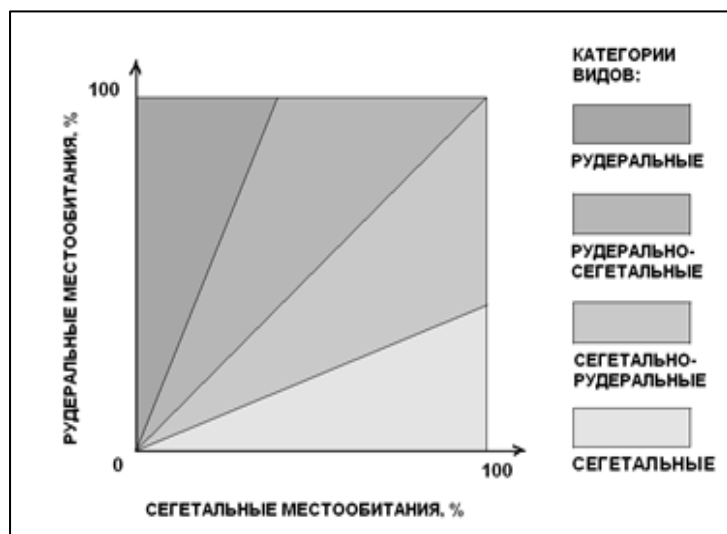 КАТЕГОРИИ
ВИДОВ:
РУДЕРАЛЬНЫЕ
РУДЕРАЛЬНО-
СЕГЕТАЛЬНЫЕ
СЕГЕТАЛЬНО-
РУДЕРАЛЬНЫЕ
СЕГЕТАЛЬНЫЕ
РУДЕРАЛЬНЫЕ МЕСТООБИТАНИЯ, %
100
0
100
СЕГЕТАЛЬНЫЕ МЕСТООБИТАНИЯ, %